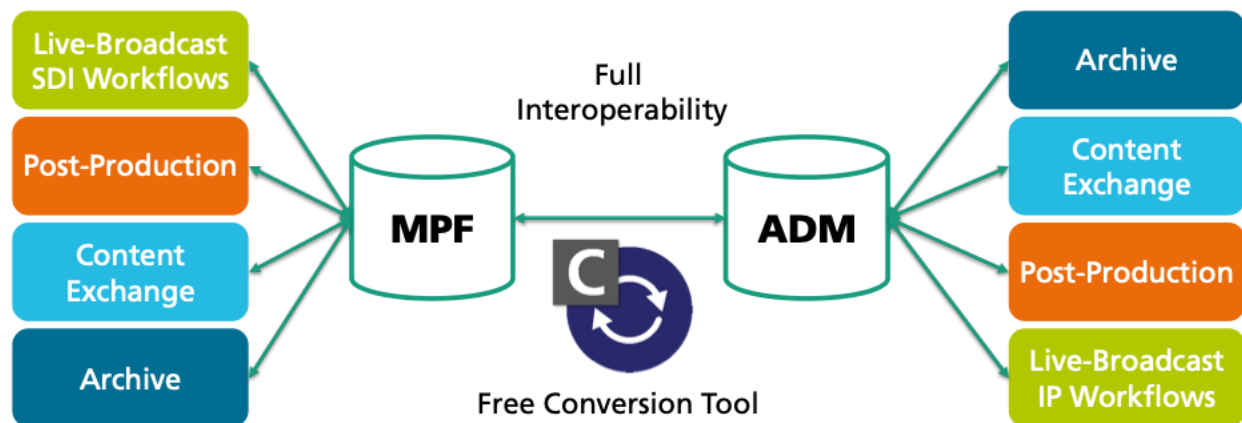 Live-Broadcast
SDI Workflows
Post-Production
Content
Exchange
Archive
Full
Interoperability
MPF
ADM
C
Free Conversion Tool
Archive
Content
Exchange
Post-Production
Live-Broadcast
IP Workflows